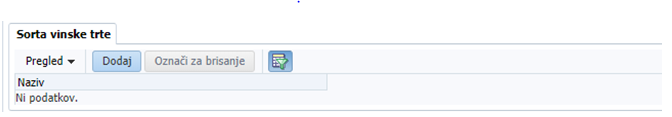 Sorta vinske trte
Pregled Dodaj Označi za brisanje
Naziv
Ni podatkov.